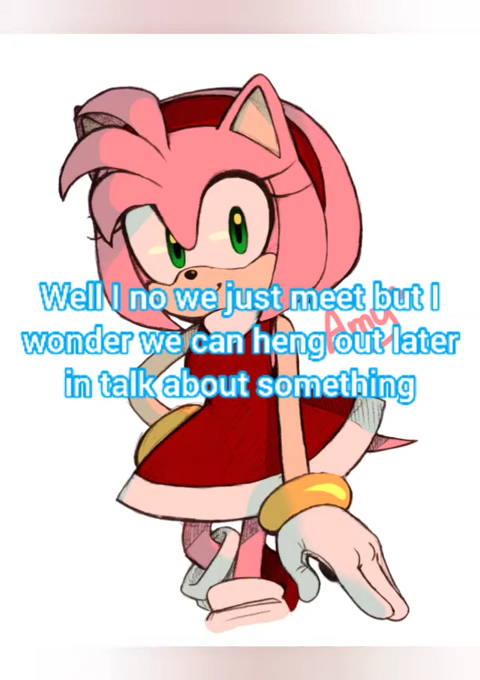 Well I no we just meet but I
Amy
wonder we can heng out later
in talk about something